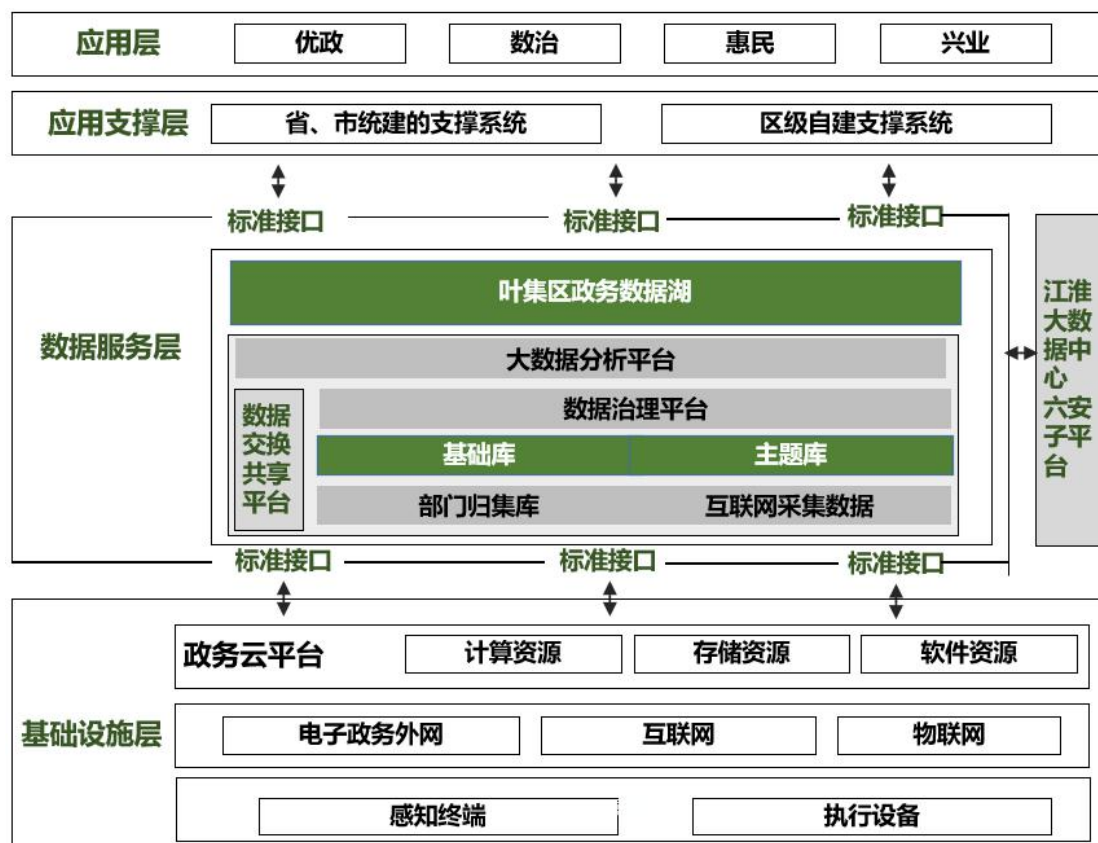 应用层
优政
数治
惠民
兴业
应用支撑层
省、市统建的支撑系统
区级自建支撑系统
标准接口
标准接口
标准接口
数据服务层
叶集区政务数据湖
大数据分析平台
数据
交换
共享
平台
数据治理平台
基础库
主题库
部门归集库
互联网采集数据
江淮
大数
据中
心
六安
子平
台
标准接口
标准接口
标准接口
基础设施层
政务云平台
计算资源
存储资源
软件资源
电子政务外网
互联网
物联网
感知终端
执行设备